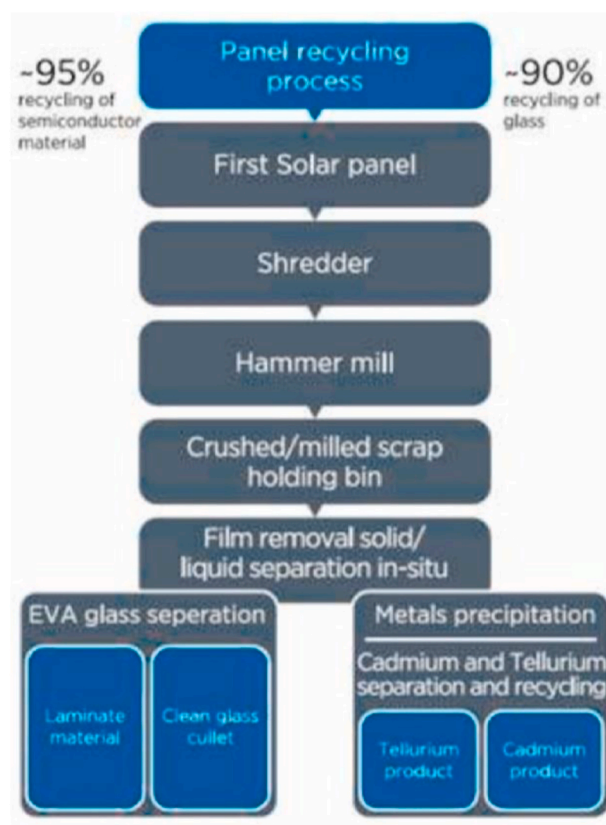 Panel recycling
process
~95%
recycling of
semiconductor
material
~90%
recycling of
glass
First Solar panel
Shredder
Hammer mill
Crushed/milled scrap
holding bin
Film removal solid/
liquid separation in-situ
EVA glass seperation
Laminate
material
Clean glass
cullet
Metals precipitation
Cadmium and Tellurium
separation and recycling
Tellurium
product
Cadmium
product